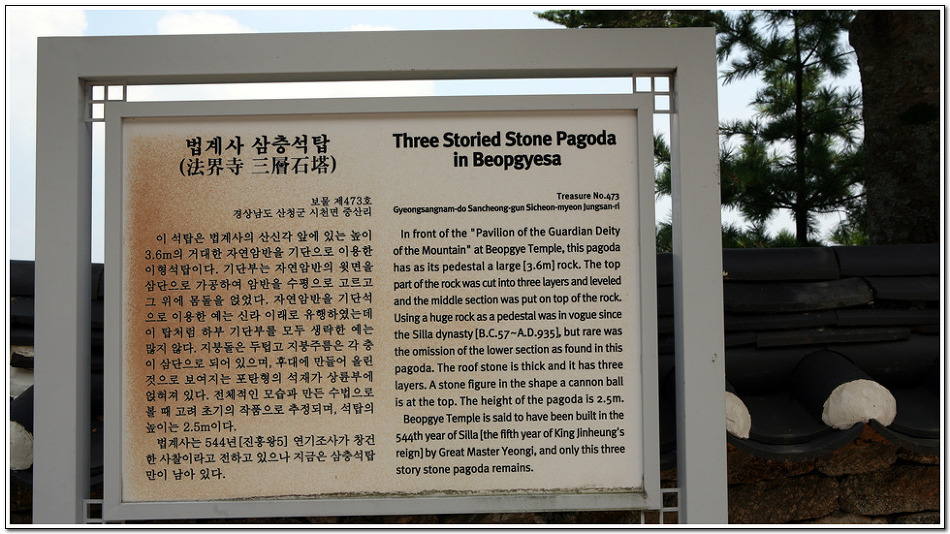 법계사 삼층석탑
(法界寺 三層石塔)
보물 제473호
경상남도 산청군 시천면 중산리
이 석탑은 법계사의 산신각 앞에 있는 높이
3.6m의 거대한 자연암반을 기단으로 이용한
이형석탑이다. 기단부는 자연암반의 윗면을
삼단으로 가공하여 암반을 수평으로 고르고
그 위에 몸돌을 얹었다. 자연암반을 기단석
으로 이용한 예는 신라 이래로 유행하였는데
이 탑처럼 하부 기단부를 모두 생략한 예는
많지 않다. 지붕돌은 두텁고 지붕주름은 각 층
이 삼단으로 되어 있으며, 후대에 만들어 올린
것으로 보여지는 포탄형의 석재가 상륜부에
얹혀져 있다. 전체적인 모습과 만든 수법으로
볼 때 고려 초기의 작품으로 추정되며, 석탑의
높이는 2.5m이다.
법계사는 544년[진흥왕5] 연기조사가 창건
한 사찰이라고 전하고 있으나 지금은 삼층석탑
만이 남아 있다.
Three Storied Stone Pagoda
in Beopgyesa
Treasure No.473
Gyeongsangnam-do Sancheong-gun Sicheon-myeon Jungsan-ri
In front of the "Pavilion of the Guardian Deity
of the Mountain" at Beopgye Temple, this pagoda
has as its pedestal a large [3.6m] rock. The top
part of the rock was cut into three layers and leveled
and the middle section was put on top of the rock.
Using a huge rock as a pedestal was in vogue since
the Silla dynasty [B.C.57~A.D.935], but rare was
the omission of the lower section as found in this
pagoda. The roof stone is thick and it has three
layers. A stone figure in the shape a cannon ball
is at the top. The height of the pagoda is 2.5m.
Beopgye Temple is said to have been built in the
544th year of Silla [the fifth year of King Jinheung's
reign] by Great Master Yeongi, and only this three
story stone pagoda remains.